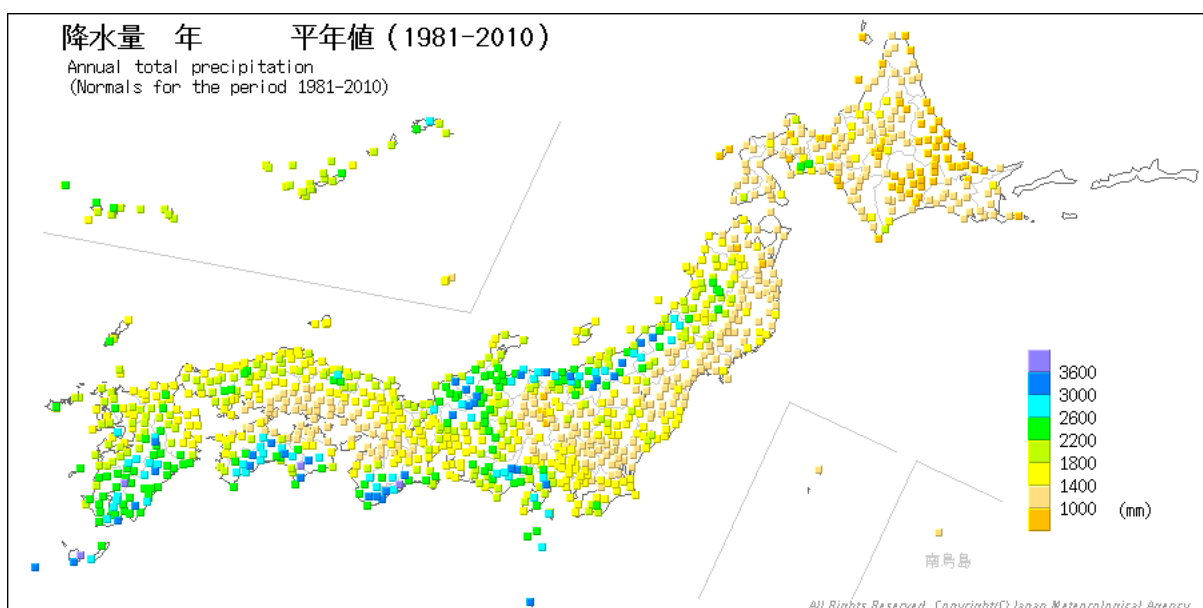 降水量　年　　　平年値 (1981-2010)
Annual total precipitation
(Normals for the period 1981-2010)
3600
3000
2600
2200
1800
1400
1000 (mm)
南鳥島
All Rights Reserved. Copyright(C) Japan Meteorological Agency